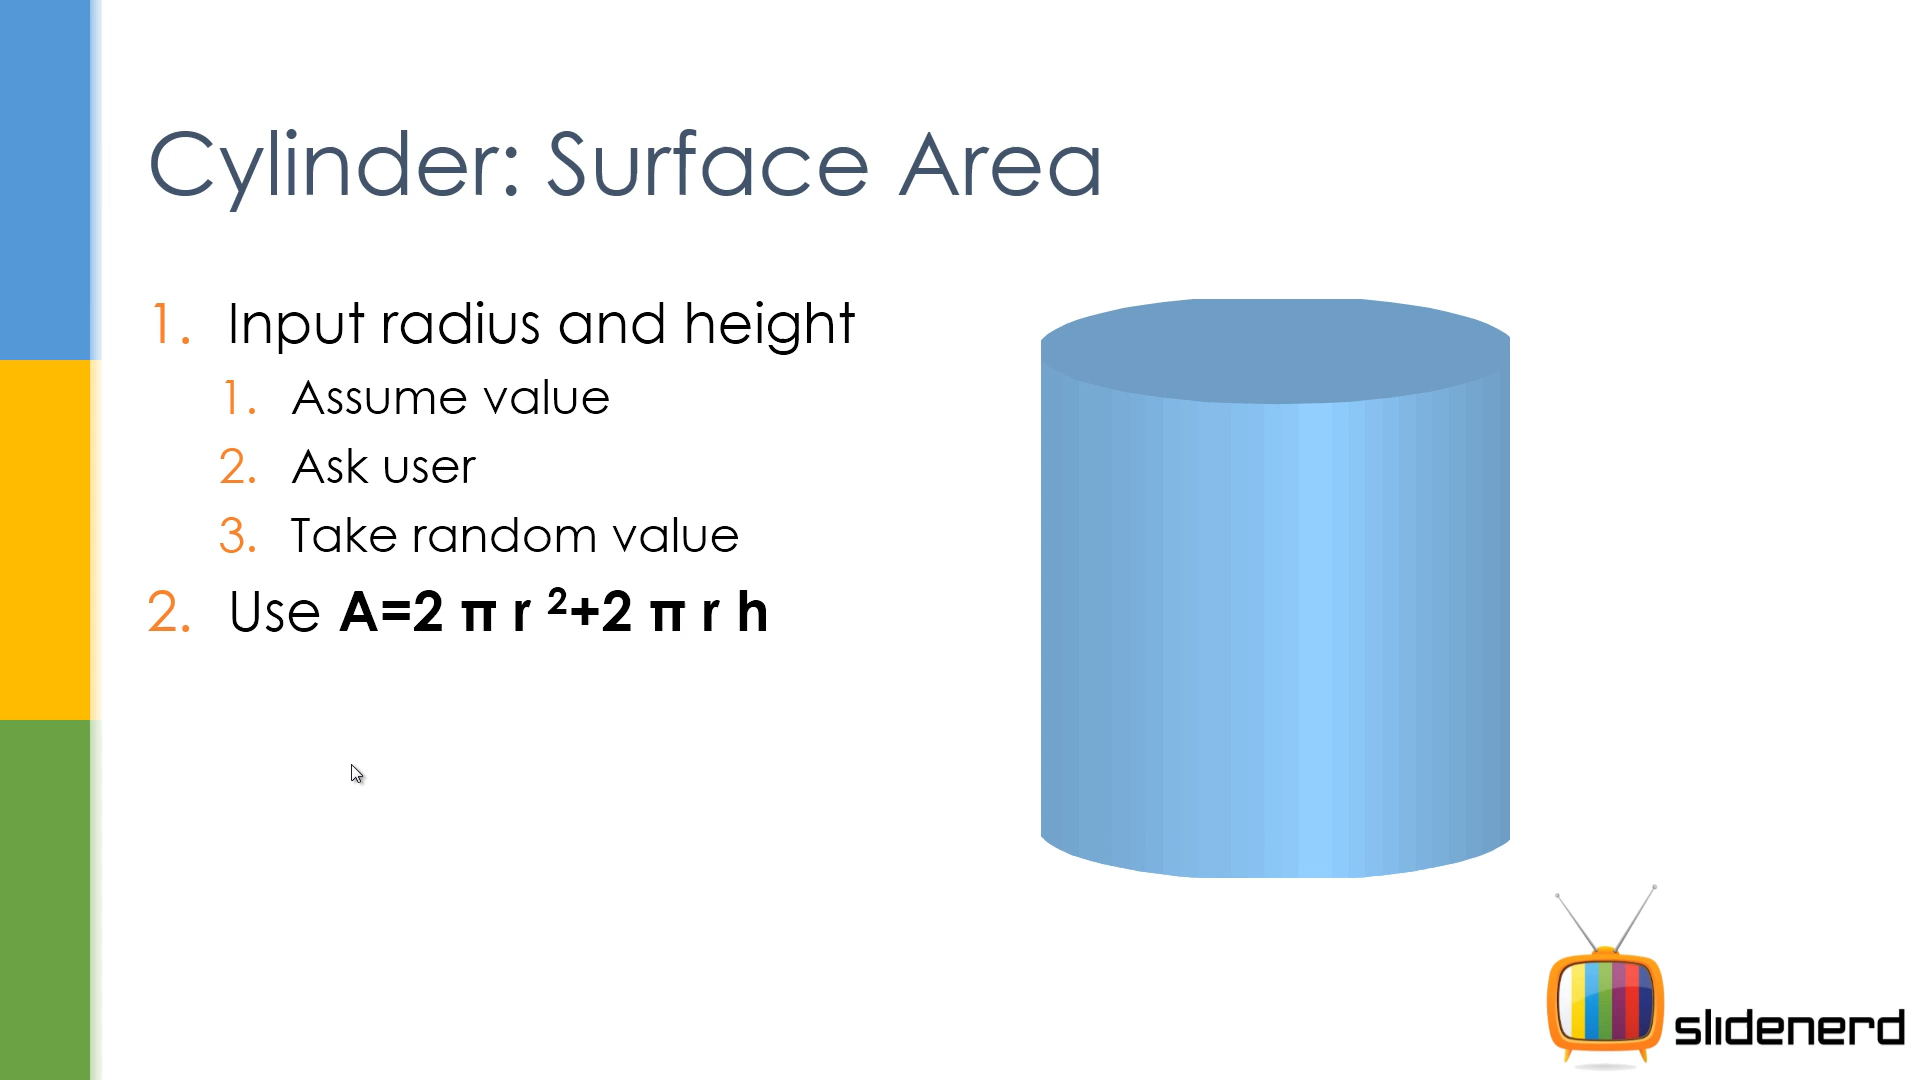 Cylinder: Surface Area
1. Input radius and height
1. Assume value
2. Ask user
3. Take random value
2. Use A=2 π r ²+2 π r h
slidenerd